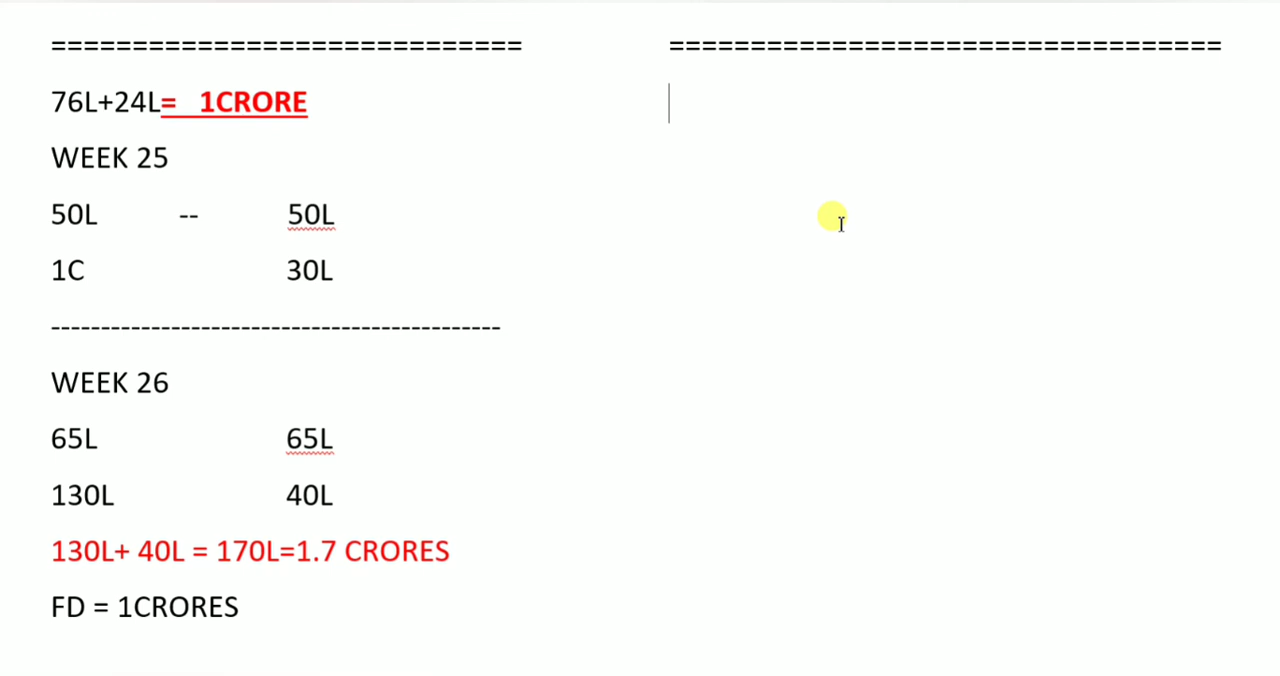 ============================= ==================================
76L+24L=   1CRORE
WEEK 25
50L -- 50L
1C 30L
---------------------------------------------
WEEK 26
65L 65L
130L 40L
130L+ 40L = 170L=1.7 CRORES
FD = 1CRORES